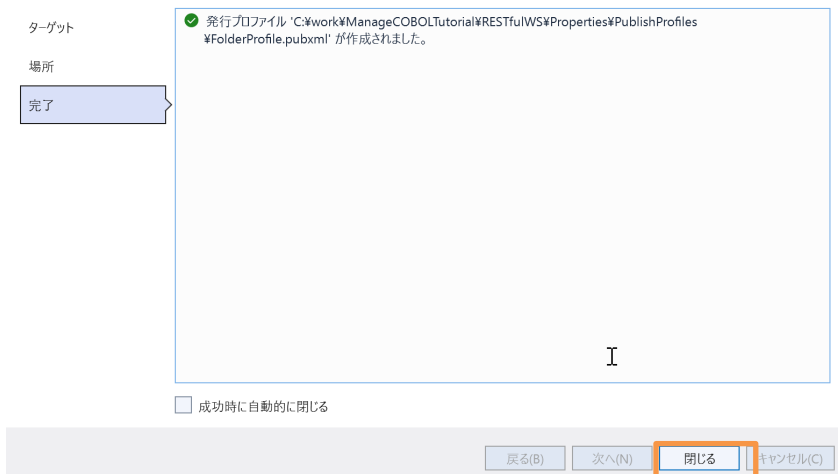 ターゲット
場所
完了
発行プロファイル 'C:¥work¥ManageCOBOLTutorial¥RESTfulWS¥Properties¥PublishProfiles
¥FolderProfile.pubxml' が作成されました。
成功時に自動的に閉じる
戻る(B)
次へ(N)
閉じる
キャンセル(C)